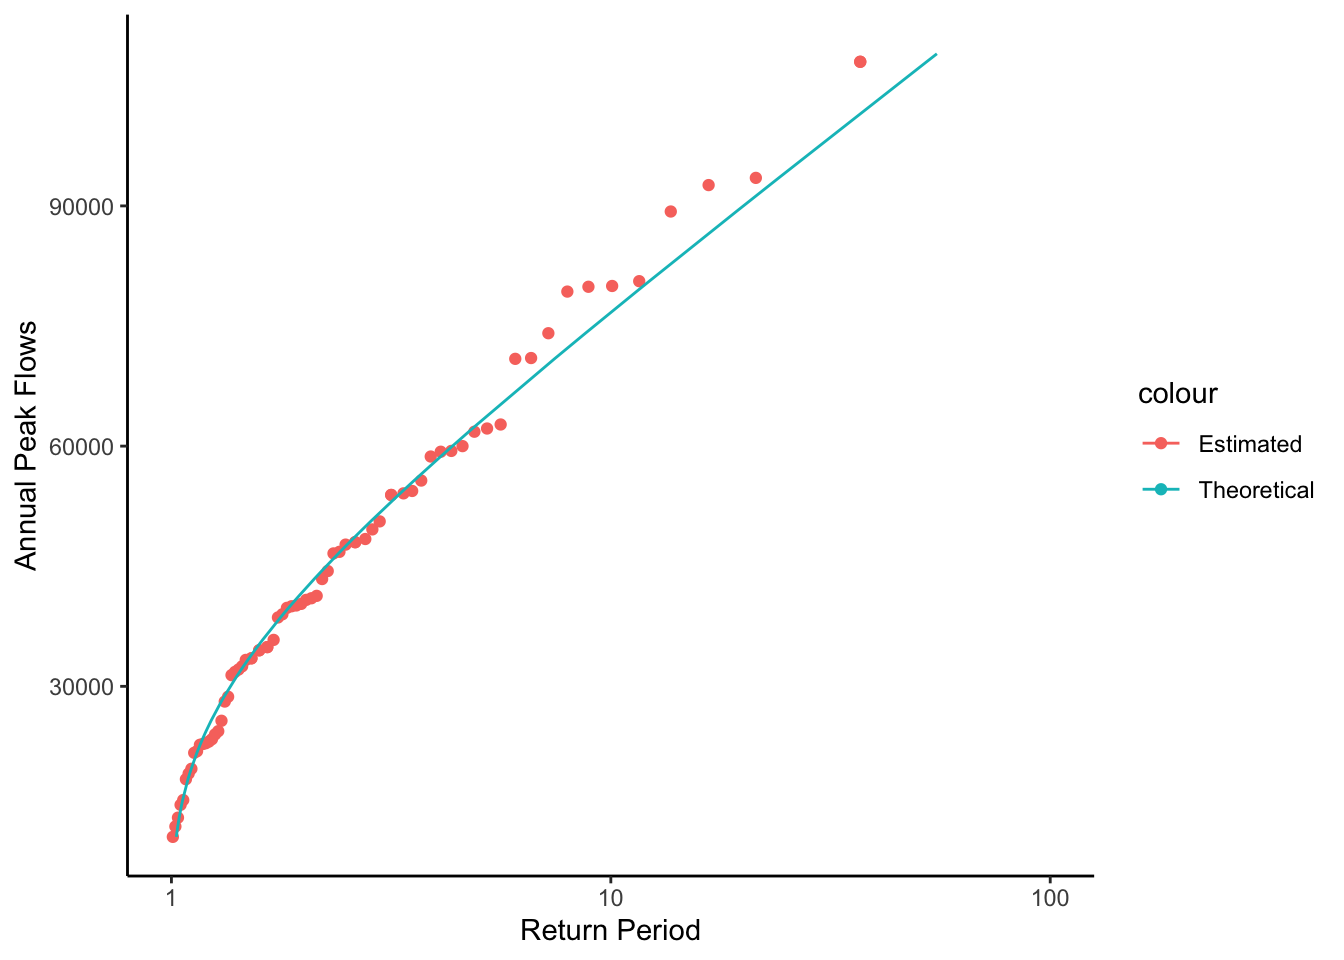 Annual Peak Flows
90000
60000
30000
1
10
100
Return Period
colour
Estimated
Theoretical